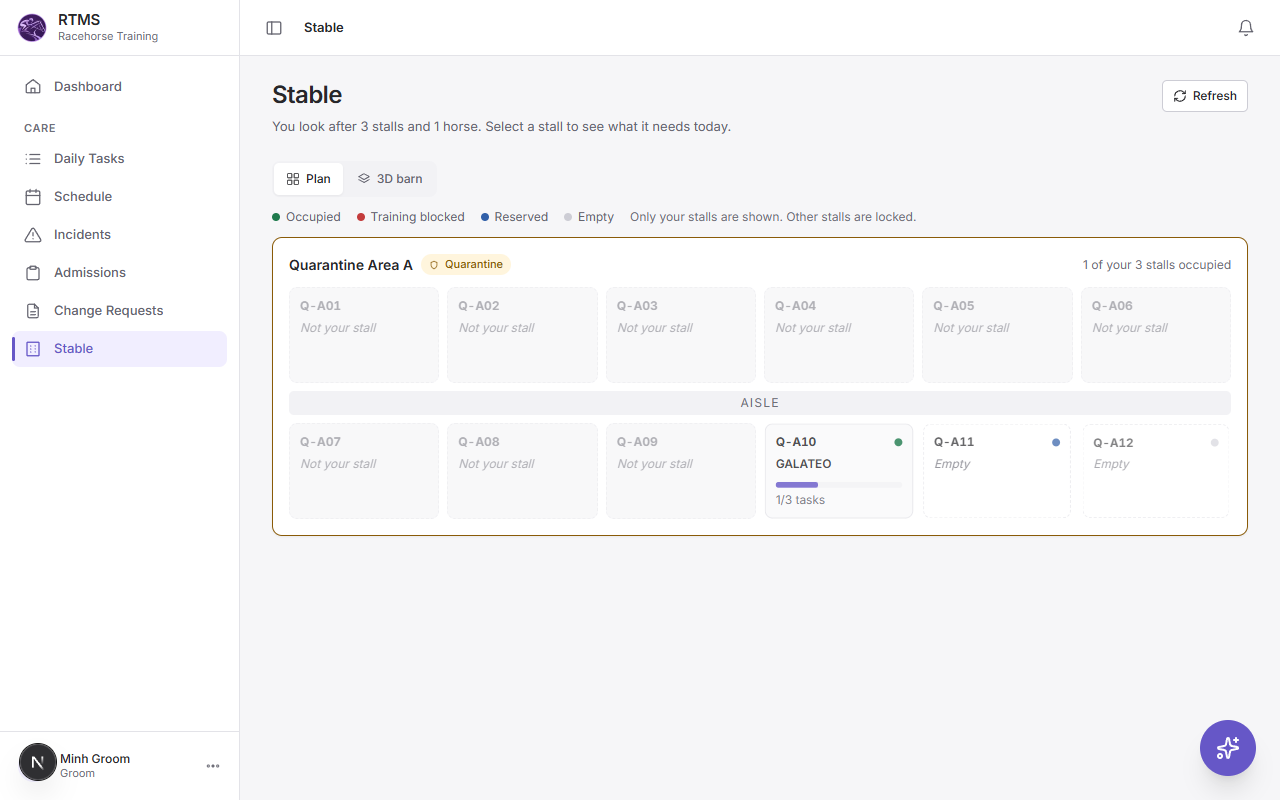 RTMS
Racehorse Training
Stable
Dashboard
CARE
Daily Tasks
Schedule
Incidents
Admissions
Change Requests
Stable
N
Minh Groom
Groom
Stable
Refresh
You look after 3 stalls and 1 horse. Select a stall to see what it needs today.
Plan
3D barn
Occupied
Training blocked
Reserved
Empty
Only your stalls are shown. Other stalls are locked.
Quarantine Area A
Quarantine
1 of your 3 stalls occupied
Q-A01
Not your stall
Q-A02
Not your stall
Q-A03
Not your stall
Q-A04
Not your stall
Q-A05
Not your stall
Q-A06
Not your stall
AISLE
Q-A07
Not your stall
Q-A08
Not your stall
Q-A09
Not your stall
Q-A10
GALATEO
1/3 tasks
Q-A11
Empty
Q-A12
Empty